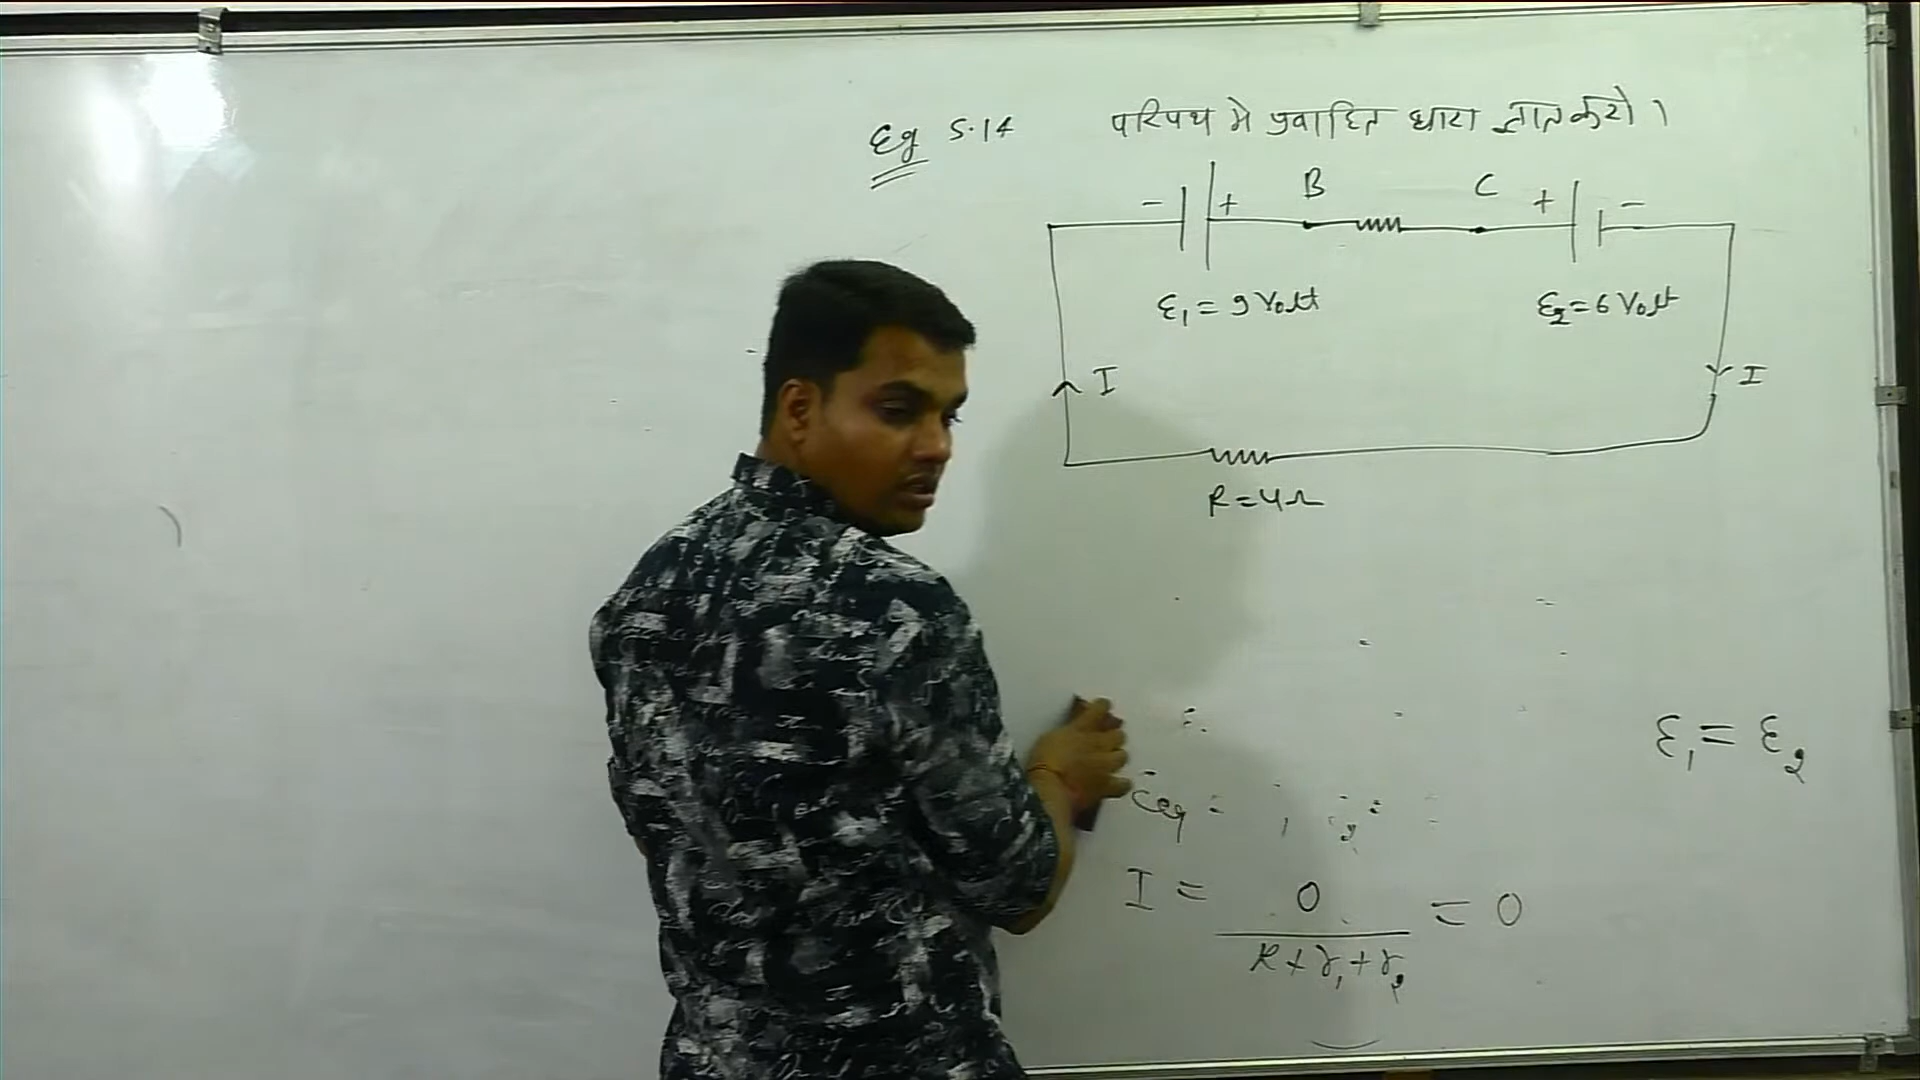 Eg 5.14 परिपथ मे प्रवाहित धारा ज्ञात करो।
- + B C + -
ε₁ = 9 Volt ε₂ = 6 Volt
I I
R = 4Ω
ε₁ = ε₂
I = 0 / R + r₁ + r₂ = 0